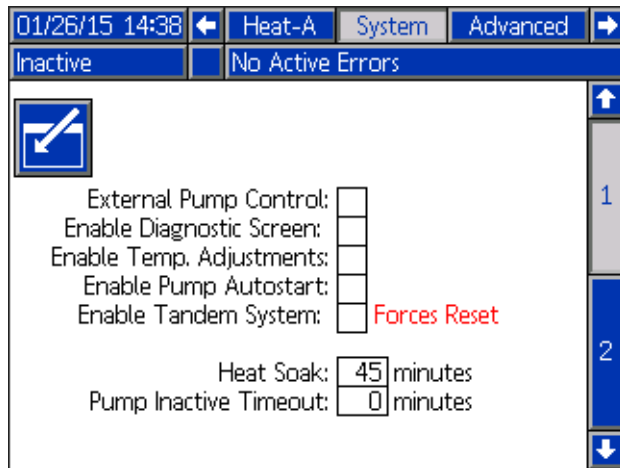 01/26/15 14:38 Heat-A System Advanced
Inactive No Active Errors
External Pump Control:
Enable Diagnostic Screen:
Enable Temp. Adjustments:
Enable Pump Autostart:
Enable Tandem System: Forces Reset
Heat Soak: 45 minutes
Pump Inactive Timeout: 0 minutes
1
2